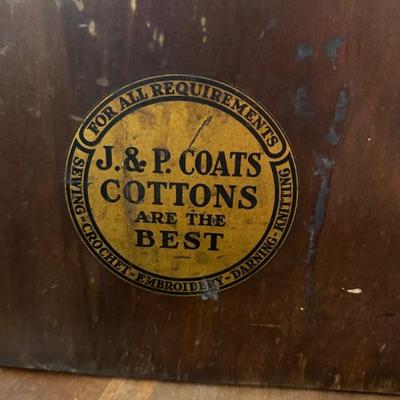 FOR ALL REQUIREMENTS
J. & P. COATS
COTTONS
ARE THE
BEST
SEWING-CROCHET-EMBROIDERY-DARNING-KNITTING